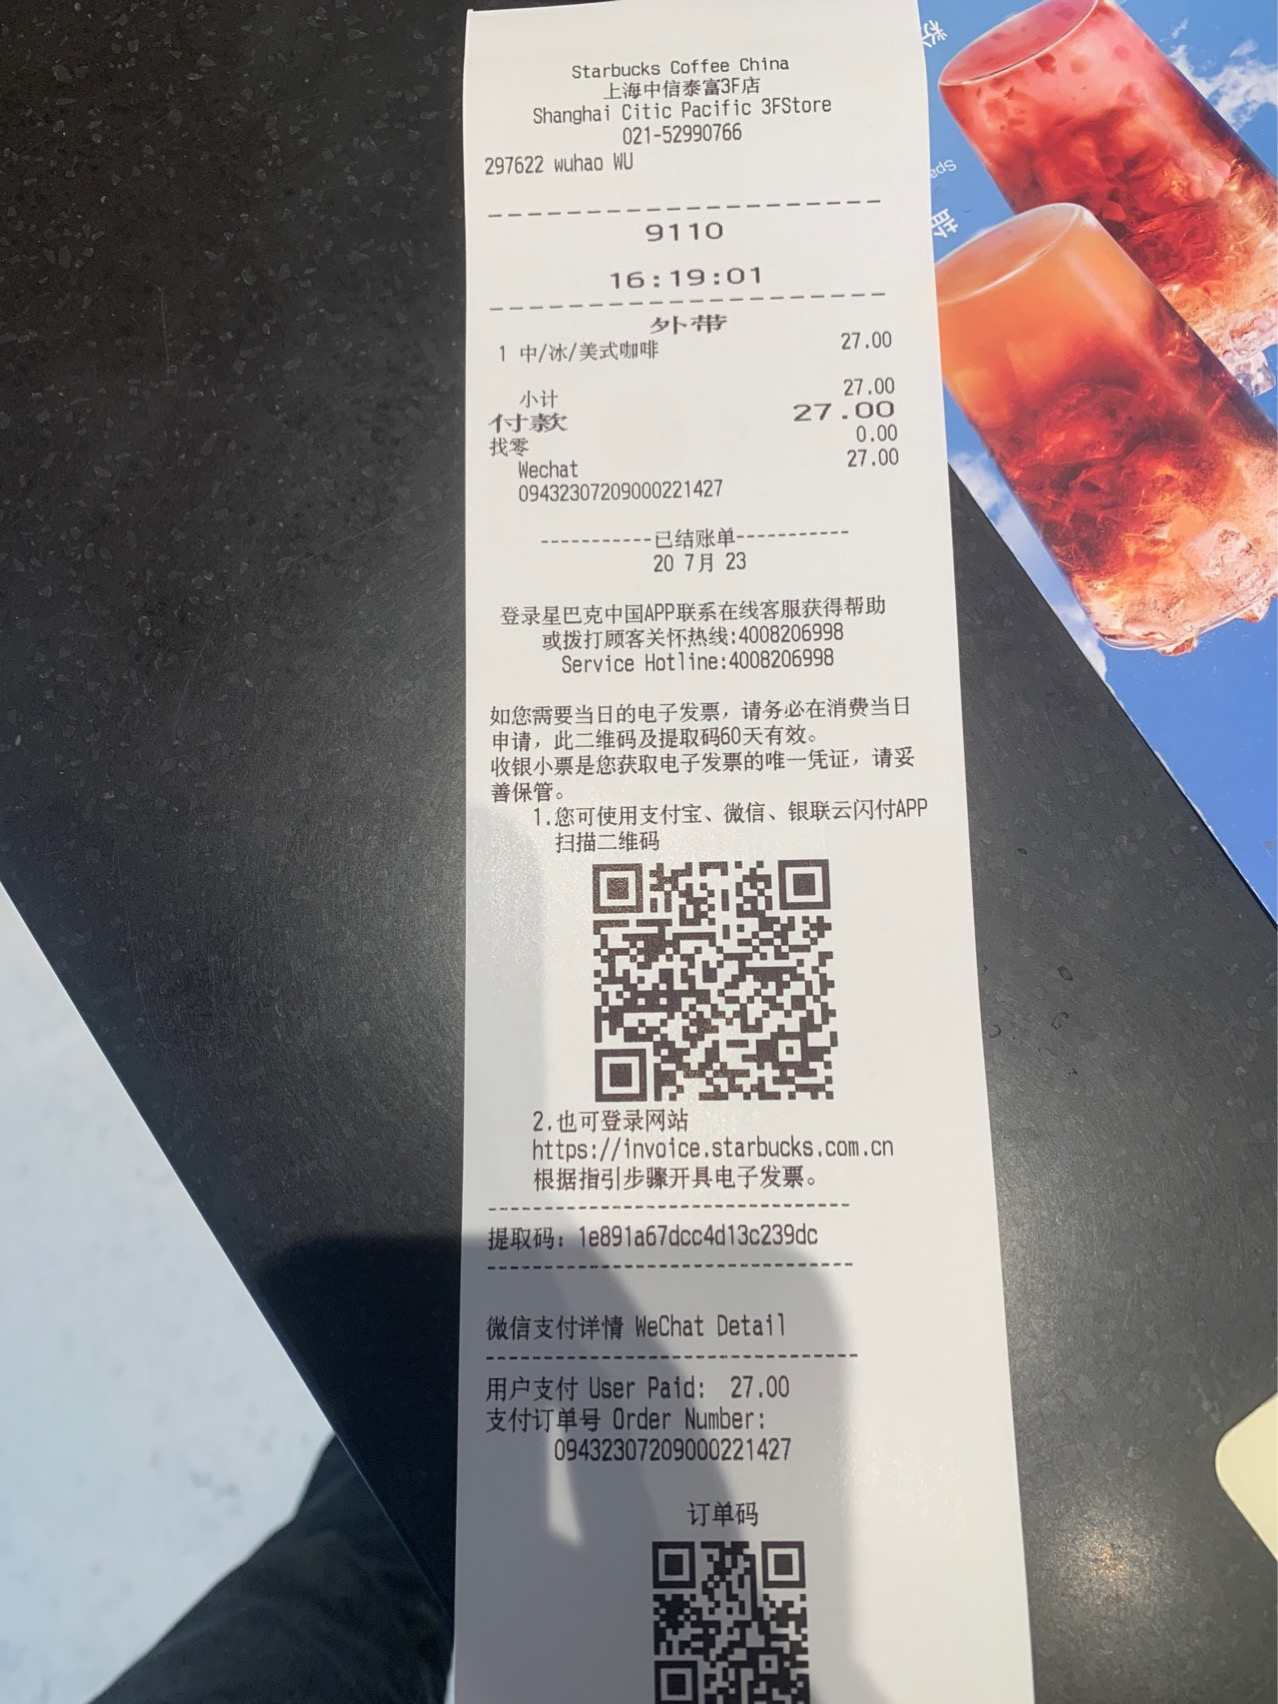 Starbucks Coffee China
上海中信泰富3F店
Shanghai Citic Pacific 3FStore
021-52990766
297622 wuhao WU
9110
16:19:01
外带
1 中/冰/美式咖啡 27.00
小计 27.00
付款 27.00
找零 0.00
Wechat 27.00
09432307209000221427
-----------已结账单-----------
20 7月 23
登录星巴克中国APP联系在线客服获得帮助
或拨打顾客关怀热线:4008206998
Service Hotline:4008206998
如您需要当日的电子发票，请务必在消费当日
申请，此二维码及提取码60天有效。
收银小票是您获取电子发票的唯一凭证，请妥
善保管。
1.您可使用支付宝、微信、银联云闪付APP
扫描二维码
2.也可登录网站
https://invoice.starbucks.com.cn
根据指引步骤开具电子发票。
提取码：1e891a67dcc4d13c239dc
微信支付详情 WeChat Detail
用户支付 User Paid: 27.00
支付订单号 Order Number:
09432307209000221427
订单码